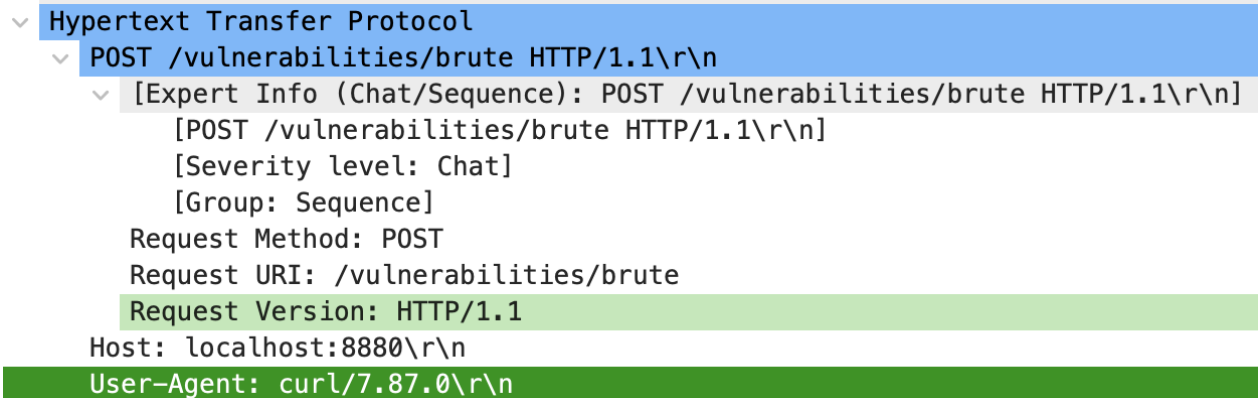 Hypertext Transfer Protocol
POST /vulnerabilities/brute HTTP/1.1\r\n
[Expert Info (Chat/Sequence): POST /vulnerabilities/brute HTTP/1.1\r\n]
[POST /vulnerabilities/brute HTTP/1.1\r\n]
[Severity level: Chat]
[Group: Sequence]
Request Method: POST
Request URI: /vulnerabilities/brute
Request Version: HTTP/1.1
Host: localhost:8880\r\n
User-Agent: curl/7.87.0\r\n